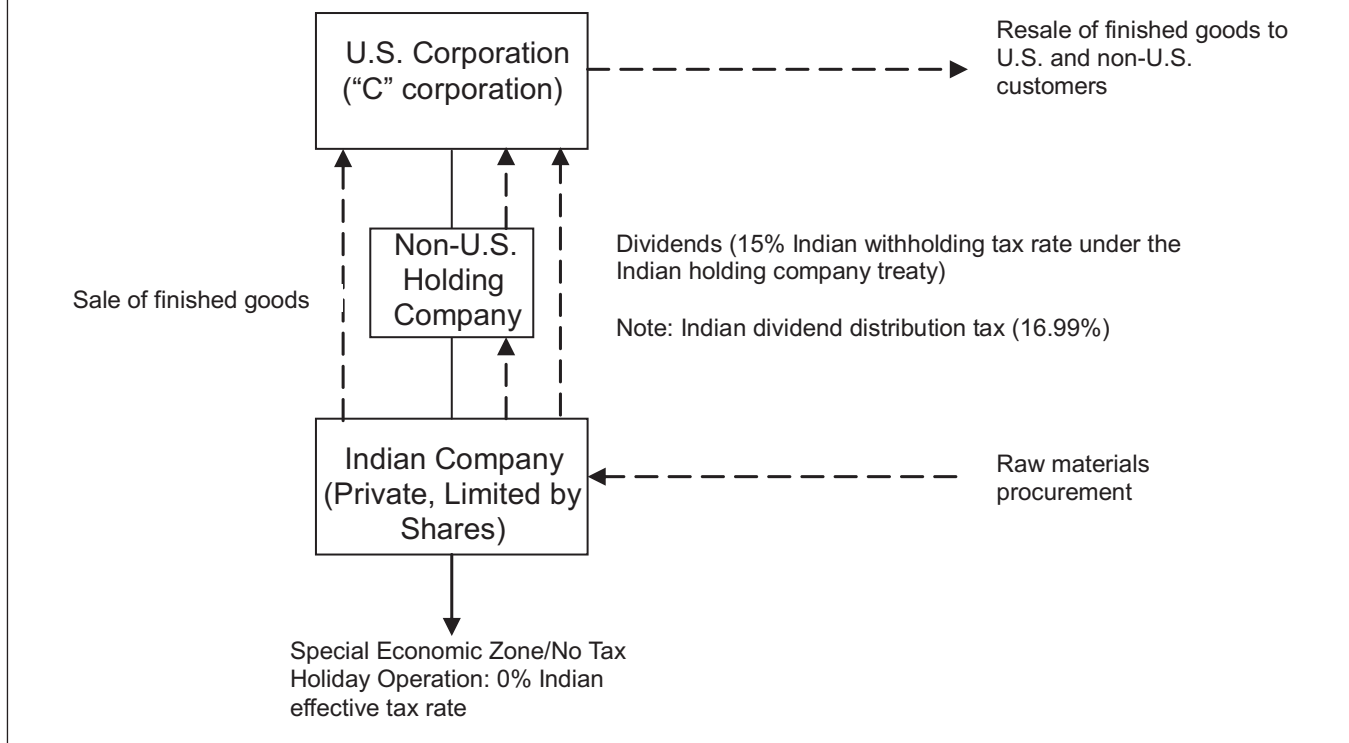 U.S. Corporation
(“C” corporation)
Resale of finished goods to
U.S. and non-U.S.
customers
Non-U.S.
Holding
Company
Dividends (15% Indian withholding tax rate under the
Indian holding company treaty)
Note: Indian dividend distribution tax (16.99%)
Sale of finished goods
Indian Company
(Private, Limited by
Shares)
Raw materials
procurement
Special Economic Zone/No Tax
Holiday Operation: 0% Indian
effective tax rate